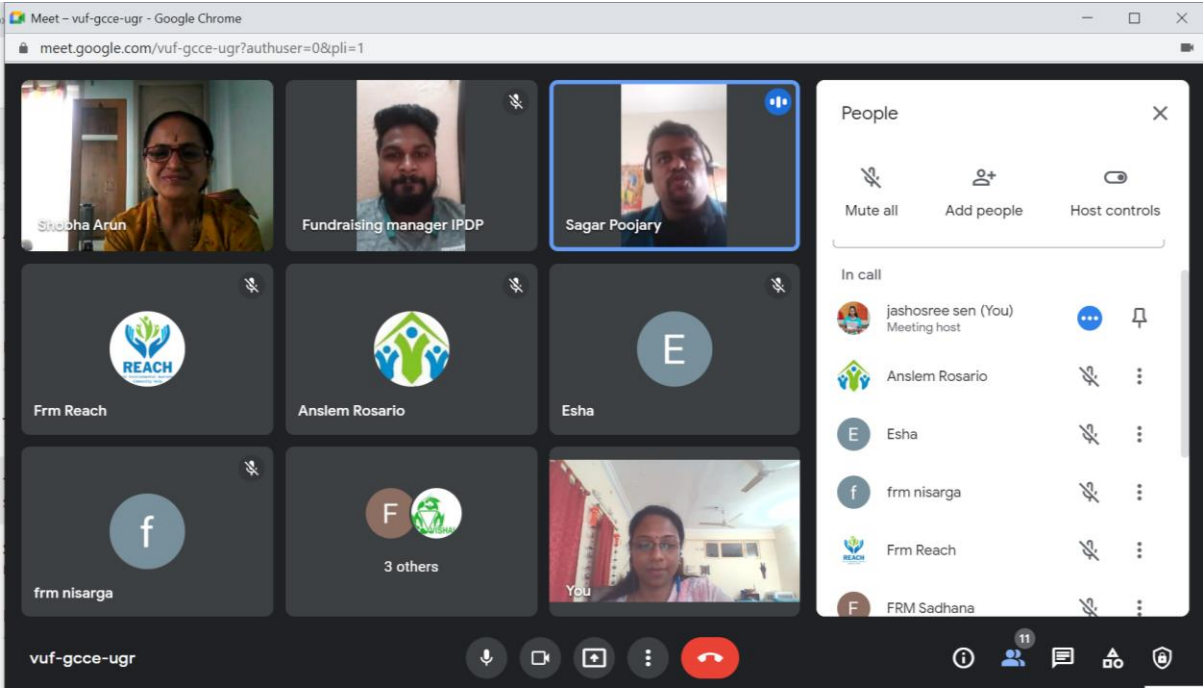 Meet – vuf-gcce-ugr - Google Chrome
meet.google.com/vuf-gcce-ugr?authuser=0&pli=1
Shobha Arun
Fundraising manager IPDP
Sagar Poojary
REACH
Frm Reach
Anslem Rosario
E
Esha
f
frm nisarga
F
3 others
You
People
Mute all
Add people
Host controls
In call
jashosree sen (You)
Meeting host
Anslem Rosario
E
Esha
f
frm nisarga
REACH
Frm Reach
F
FRM Sadhana
vuf-gcce-ugr
11